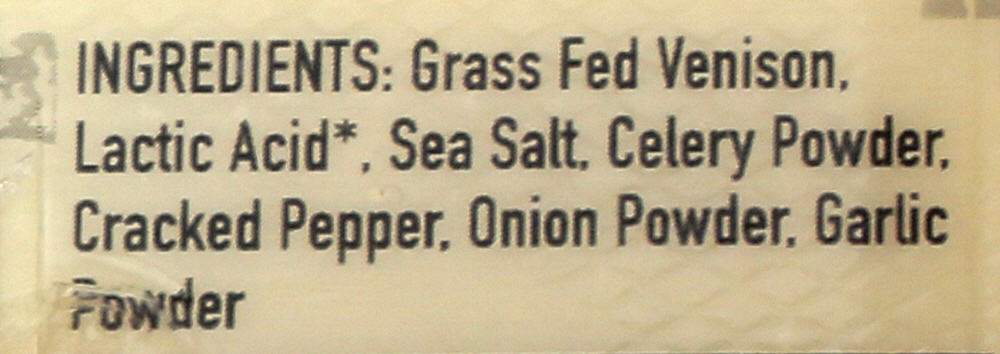 INGREDIENTS: Grass Fed Venison,
Lactic Acid*, Sea Salt, Celery Powder,
Cracked Pepper, Onion Powder, Garlic
Powder